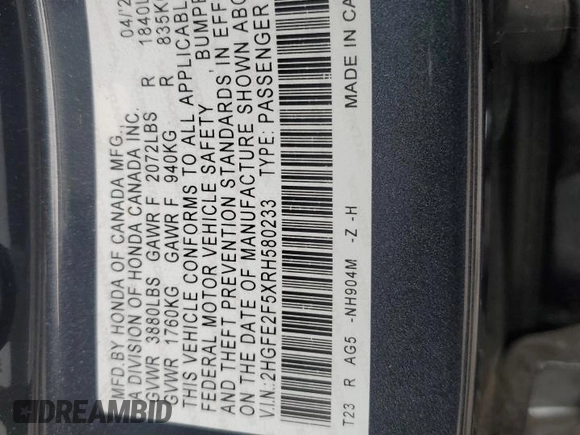 MFD.BY HONDA OF CANADA MFG.,
A DIVISION OF HONDA CANADA INC. 04/2
GVWR 3880LBS GAWR F 2072LBS R 1840L
GVWR 1760KG GAWR F 940KG R 835KG
THIS VEHICLE CONFORMS TO ALL APPLICABL
FEDERAL MOTOR VEHICLE SAFETY, BUMPE
AND THEFT PREVENTION STANDARDS, IN EFF
ON THE DATE OF MANUFACTURE SHOWN ABO
V.I.N:2HGFE2F5XRH580233 TYPE: PASSENGER
T23 R AG5 -NH904M -Z -H MADE IN CA
DREAMBID